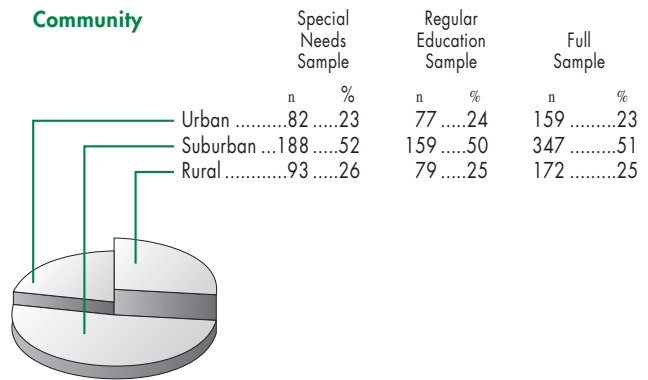 Community
Special Regular
Needs Education Full
Sample Sample Sample
n % n % n %
Urban ..........82 .....23 77 .....24 159 .........23
Suburban ...188 .....52 159 .....50 347 .........51
Rural ............93 .....26 79 .....25 172 .........25